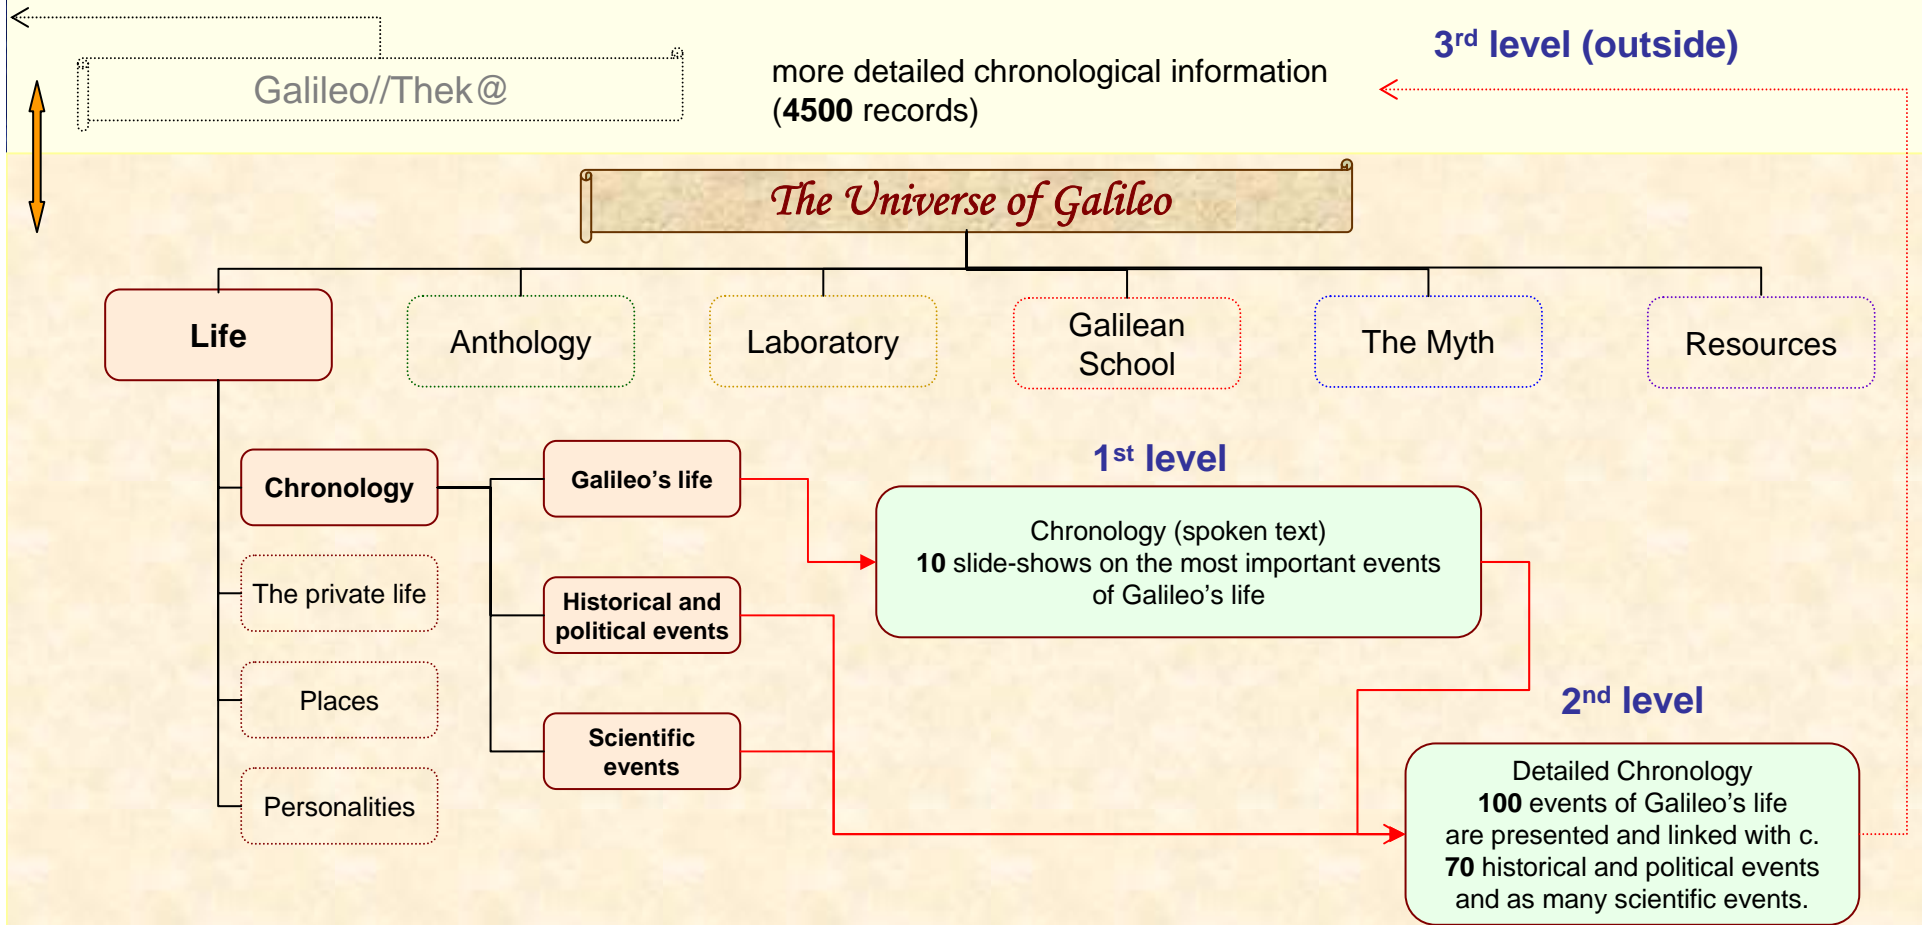 3rd level (outside)
Galileo//Thek@
more detailed chronological information
(4500 records)
The Universe of Galileo
Life
Anthology
Laboratory
Galilean
School
The Myth
Resources
1st level
Chronology
Galileo’s life
Chronology (spoken text)
10 slide-shows on the most important events
of Galileo’s life
The private life
Historical and
political events
Places
2nd level
Scientific
events
Personalities
Detailed Chronology
100 events of Galileo’s life
are presented and linked with c.
70 historical and political events
and as many scientific events.